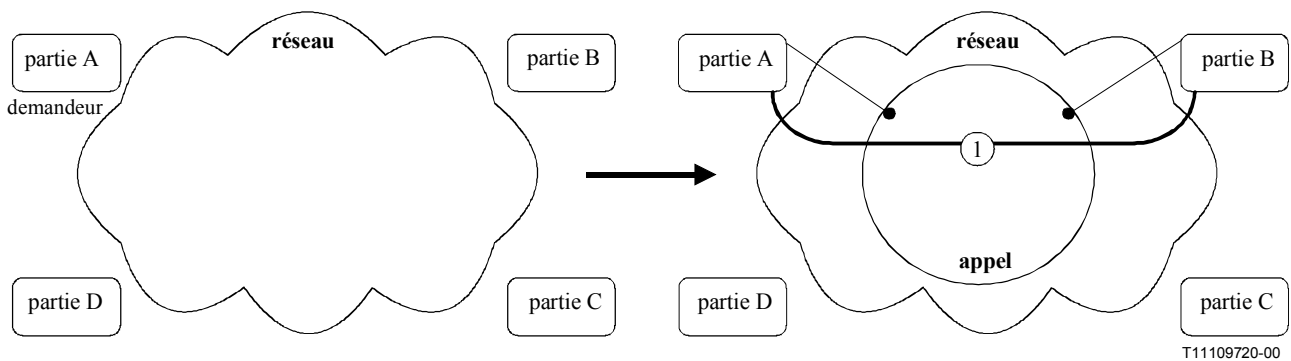 réseau
partie A
partie B
demandeur
partie D
partie C
réseau
partie A
partie B
1
appel
partie D
partie C
T11109720-00